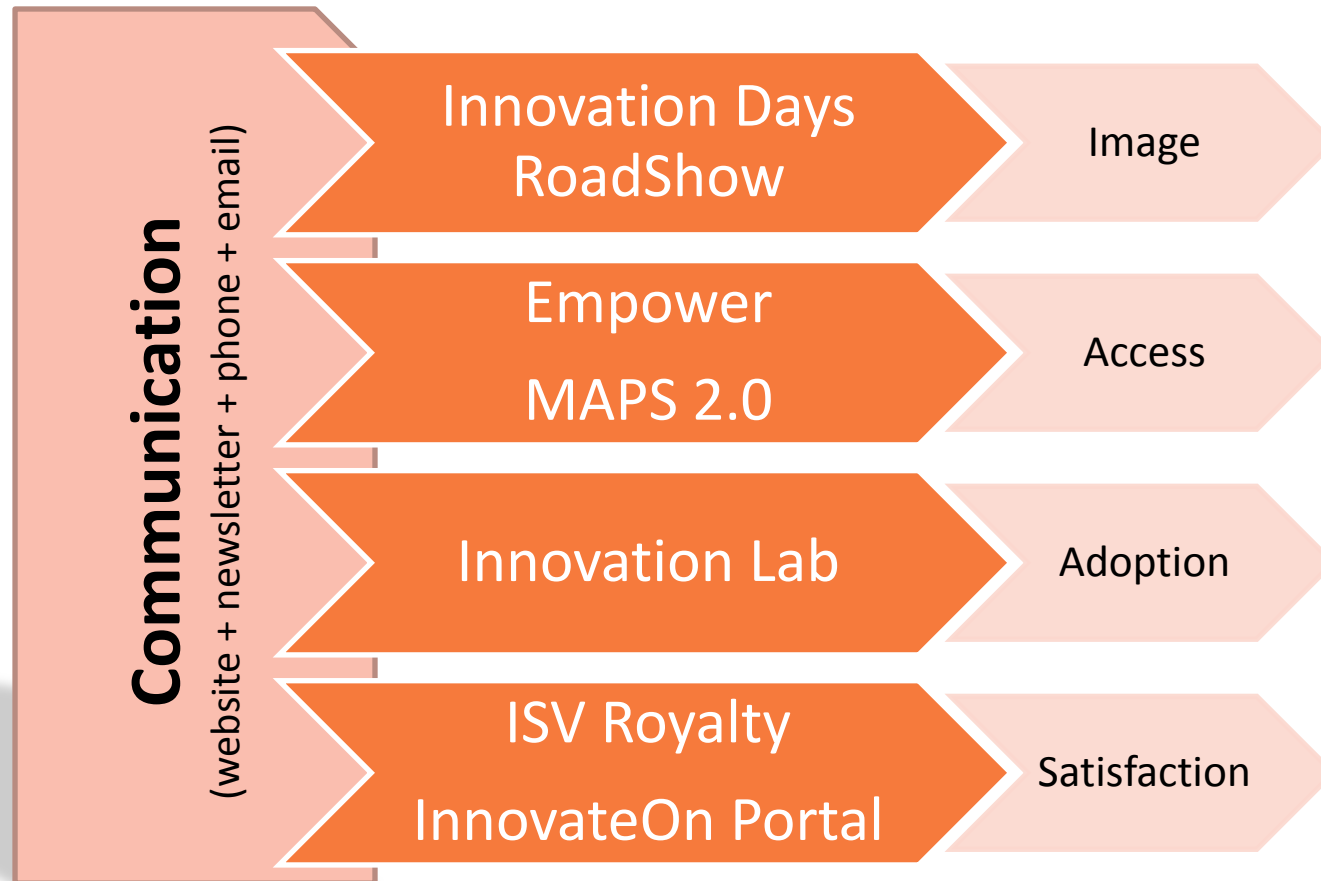 Communication
(website + newsletter + phone + email)
Innovation Days
RoadShow
Image
Empower
MAPS 2.0
Access
Innovation Lab
Adoption
ISV Royalty
InnovateOn Portal
Satisfaction